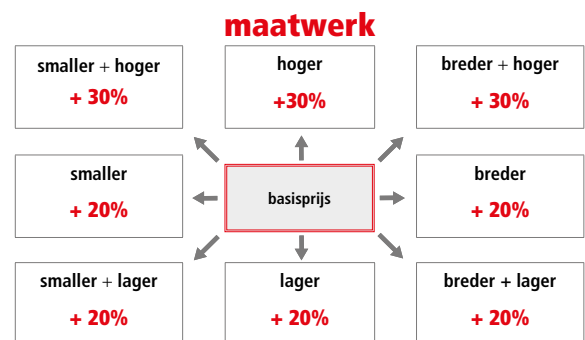 maatwerk
smaller + hoger
+ 30%
hoger
+30%
breder + hoger
+ 30%
smaller
+ 20%
basisprijs
breder
+ 20%
smaller + lager
+ 20%
lager
+ 20%
breder + lager
+ 20%